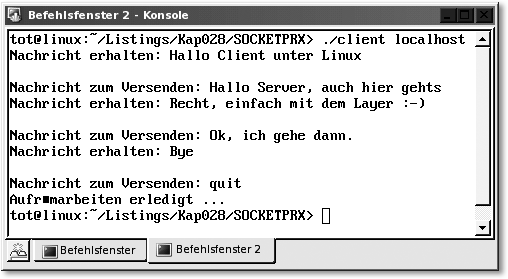 Befehlsfenster 2 - Konsole
tot@linux:~/Listings/Kap028/SOCKETPRX> ./client localhost
Nachricht erhalten: Hallo Client unter Linux
Nachricht zum Versenden: Hallo Server, auch hier gehts
Nachricht erhalten: Recht, einfach mit dem Layer :-)
Nachricht zum Versenden: Ok, ich gehe dann.
Nachricht erhalten: Bye
Nachricht zum Versenden: quit
Aufr■marbeiten erledigt ...
tot@linux:~/Listings/Kap028/SOCKETPRX>
Befehlsfenster
Befehlsfenster 2